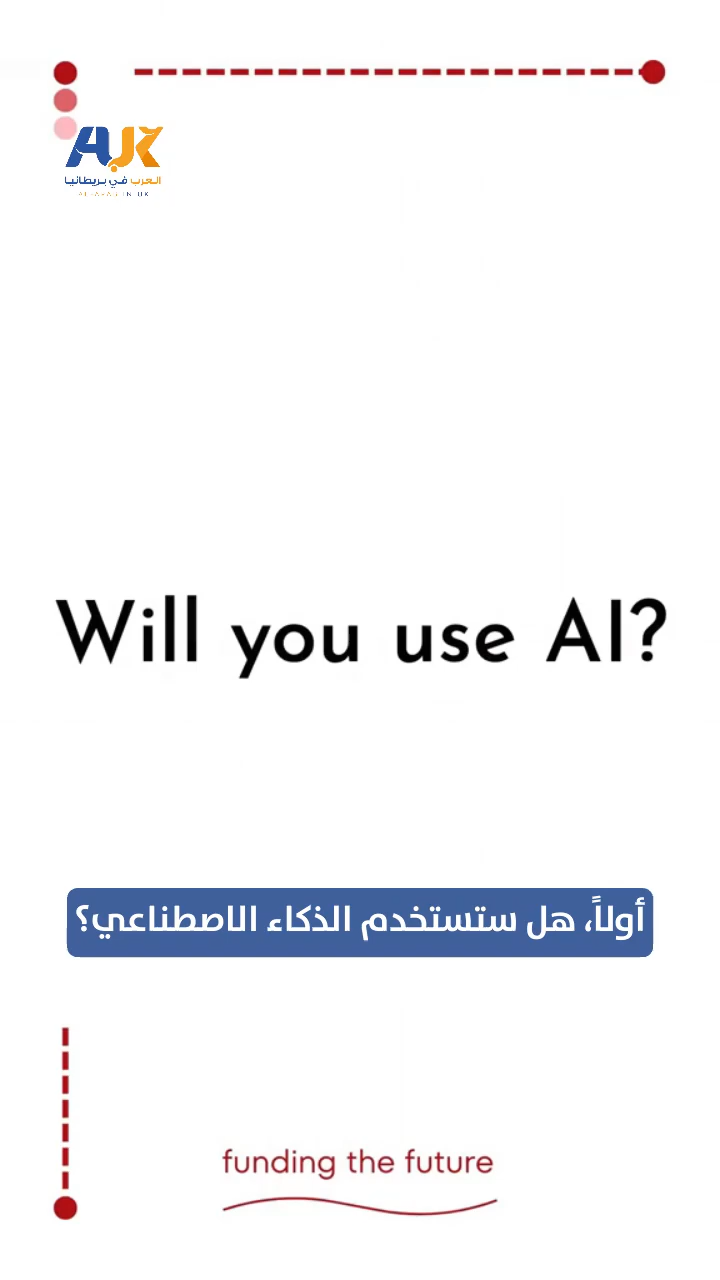 AUK
العرب في بريطانيا
Will you use AI?
أولاً، هل ستستخدم الذكاء الاصطناعي؟
funding the future